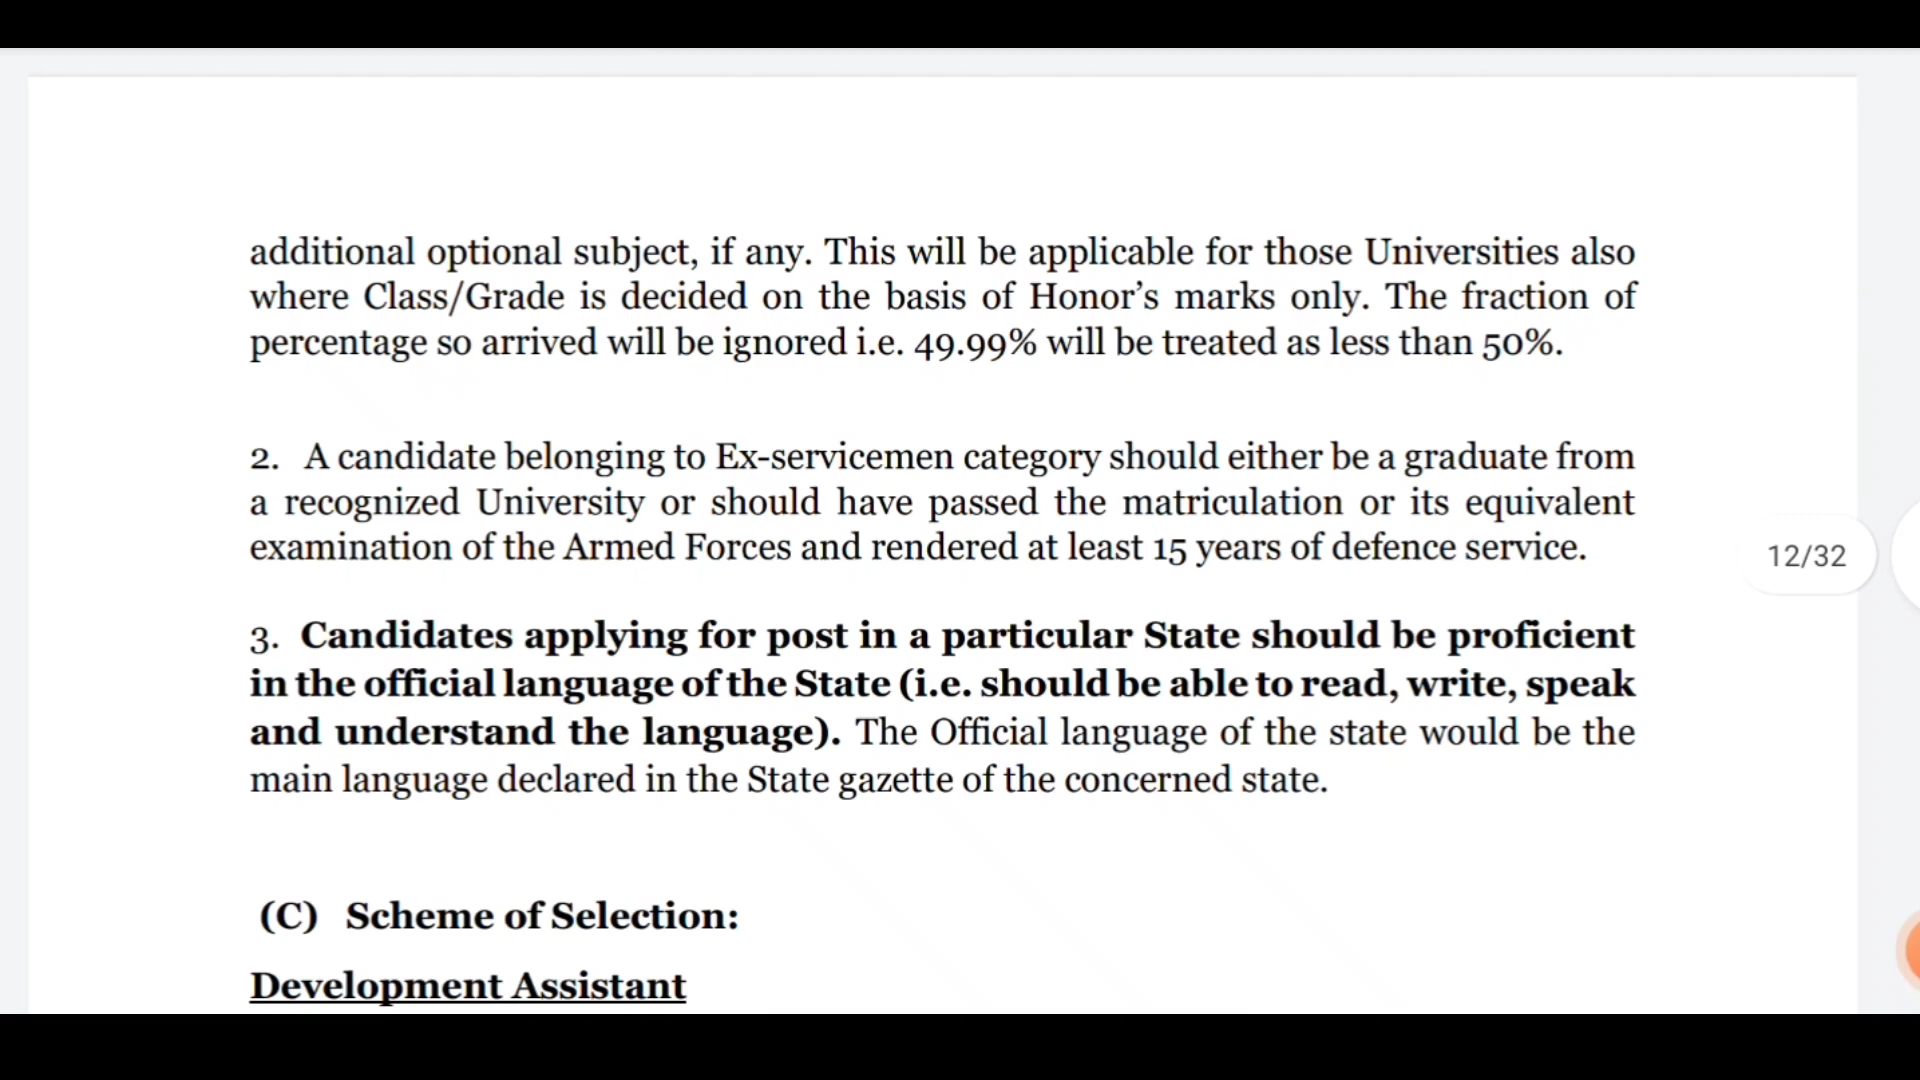 additional optional subject, if any. This will be applicable for those Universities also
where Class/Grade is decided on the basis of Honor’s marks only. The fraction of
percentage so arrived will be ignored i.e. 49.99% will be treated as less than 50%.
2. A candidate belonging to Ex-servicemen category should either be a graduate from
a recognized University or should have passed the matriculation or its equivalent
examination of the Armed Forces and rendered at least 15 years of defence service.
12/32
3. Candidates applying for post in a particular State should be proficient
in the official language of the State (i.e. should be able to read, write, speak
and understand the language). The Official language of the state would be the
main language declared in the State gazette of the concerned state.
(C) Scheme of Selection:
Development Assistant